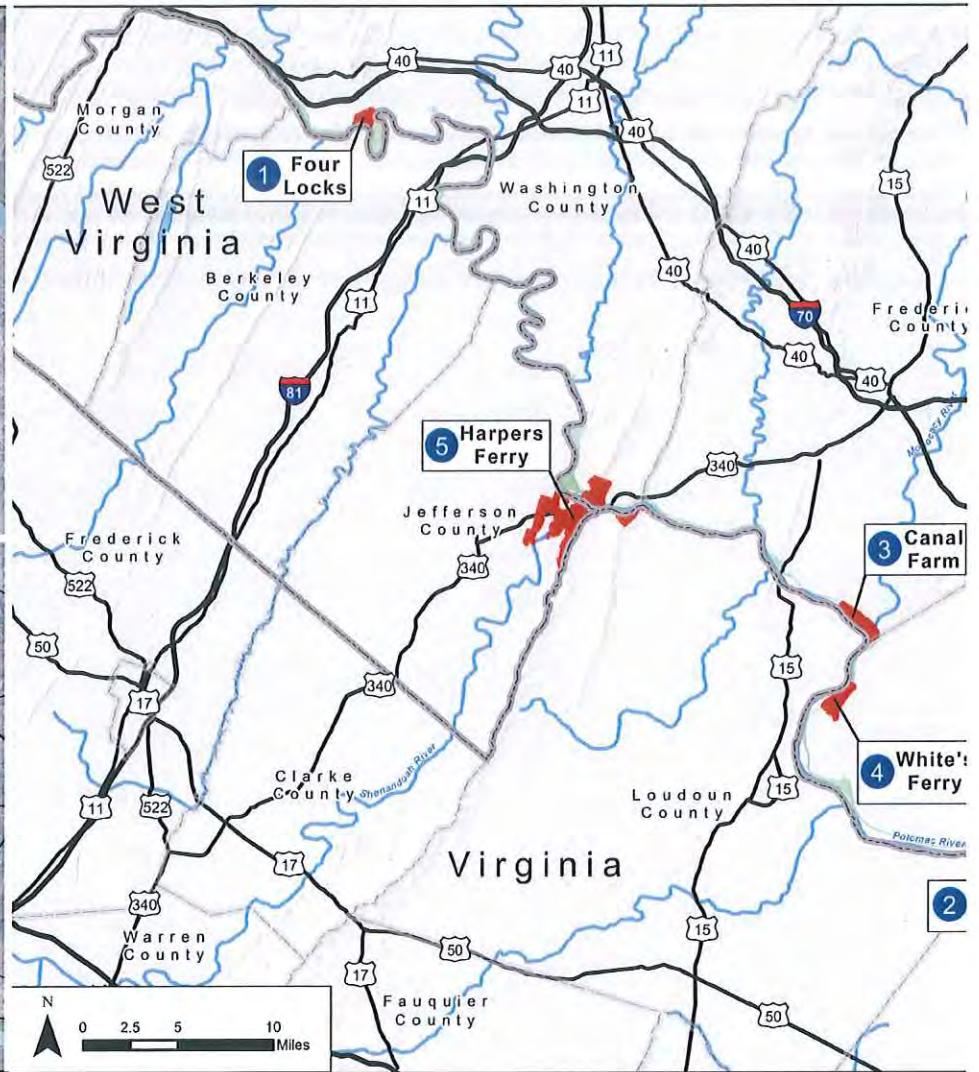 40
11
40
11
Morgan
County
522
1 Four
Locks
40
15
West
Virginia
11
Washington
County
40
Berkeley
County
11
40
70
Frederi
County
40
40
81
5 Harpers
Ferry
340
Jefferson
County
340
3 Canal
Farm
Frederick
County
522
50
15
17
340
4 White's
Ferry
Clarke
County
Shenandoah River
Loudoun
County
15
11
522
Virginia
Potomac River
17
2
340
15
Warren
County
50
17
Fauquier
County
50
N
0 2.5 5 10
Miles